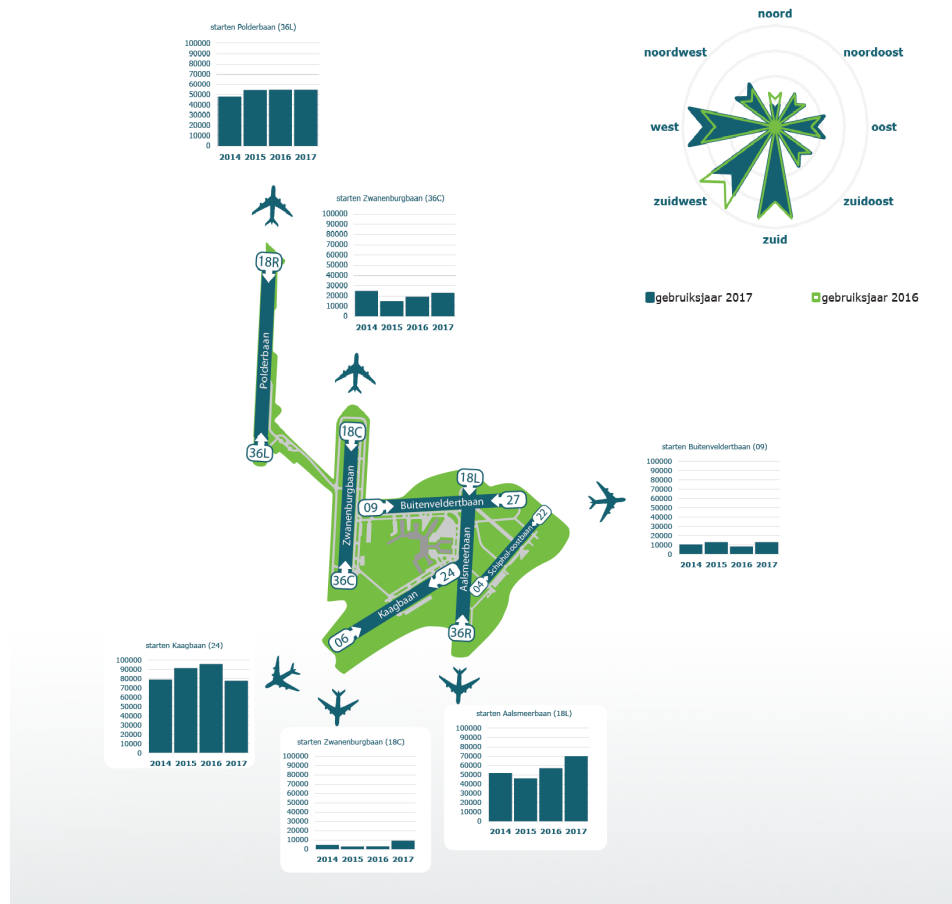 starten Polderbaan (36L)
100000
90000
80000
70000
60000
50000
40000
30000
20000
10000
0
2014 2015 2016 2017
noord
noordwest
noordoost
west
oost
zuidwest
zuidoost
zuid
gebruiksjaar 2017
gebruiksjaar 2016
starten Zwanenburgbaan (36C)
100000
90000
80000
70000
60000
50000
40000
30000
20000
10000
0
2014 2015 2016 2017
18R
Polderbaan
36L
18C
Zwanenburgbaan
36C
09
Buitenveldertbaan
27
18L
Aalsmeerbaan
36R
22
Schiphol-oostbaan
04
24
Kaagbaan
06
starten Buitenveldertbaan (09)
100000
90000
80000
70000
60000
50000
40000
30000
20000
10000
0
2014 2015 2016 2017
starten Kaagbaan (24)
100000
90000
80000
70000
60000
50000
40000
30000
20000
10000
0
2014 2015 2016 2017
starten Zwanenburgbaan (18C)
100000
90000
80000
70000
60000
50000
40000
30000
20000
10000
0
2014 2015 2016 2017
starten Aalsmeerbaan (18L)
100000
90000
80000
70000
60000
50000
40000
30000
20000
10000
0
2014 2015 2016 2017